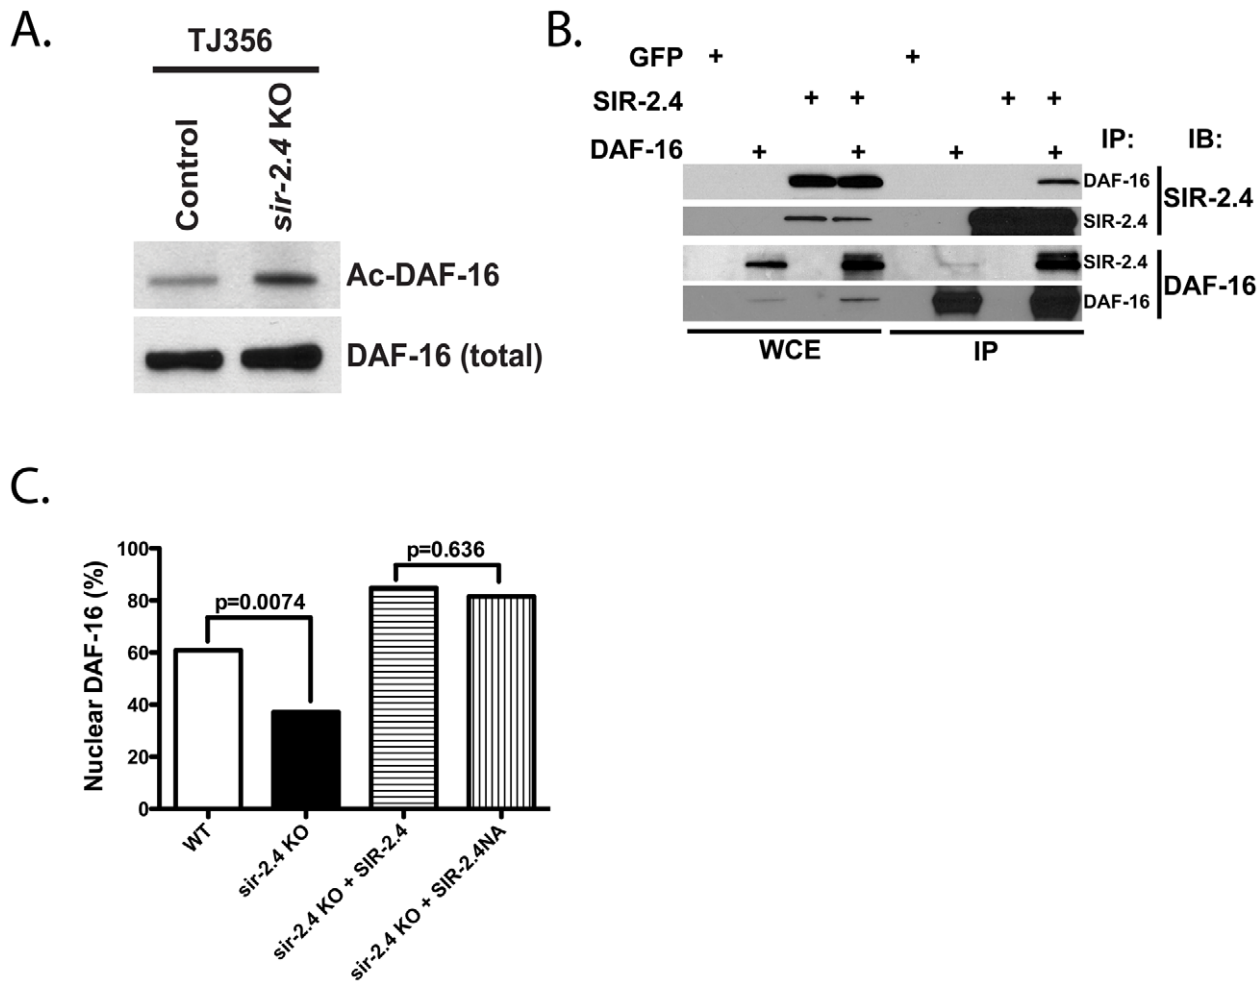 A.
TJ356
Control
sir-2.4 KO
Ac-DAF-16
DAF-16 (total)
B.
GFP + +
SIR-2.4 + + + +
DAF-16 + + + +
IP: IB:
DAF-16
SIR-2.4
SIR-2.4
SIR-2.4
DAF-16
DAF-16
WCE IP
C.
Nuclear DAF-16 (%)
100
80
60
40
20
0
p=0.0074
p=0.636
WT
sir-2.4 KO
sir-2.4 KO + SIR-2.4
sir-2.4 KO + SIR-2.4NA